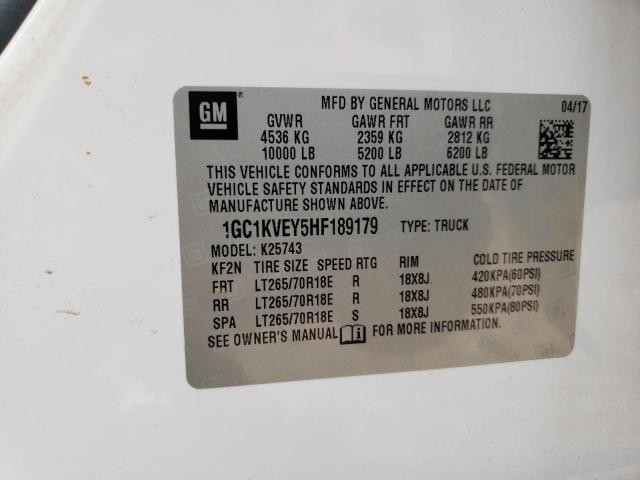 GM
MFD BY GENERAL MOTORS LLC 04/17
GVWR GAWR FRT GAWR RR
4536 KG 2359 KG 2812 KG
10000 LB 5200 LB 6200 LB
THIS VEHICLE CONFORMS TO ALL APPLICABLE U.S. FEDERAL MOTOR
VEHICLE SAFETY STANDARDS IN EFFECT ON THE DATE OF
MANUFACTURE SHOWN ABOVE.
1GC1KVEY5HF189179 TYPE: TRUCK
MODEL: K25743
KF2N TIRE SIZE SPEED RTG RIM COLD TIRE PRESSURE
FRT LT265/70R18E R 18X8J 420KPA(60PSI)
RR LT265/70R18E R 18X8J 480KPA(70PSI)
SPA LT265/70R18E S 18X8J 550KPA(80PSI)
SEE OWNER'S MANUAL FOR MORE INFORMATION.